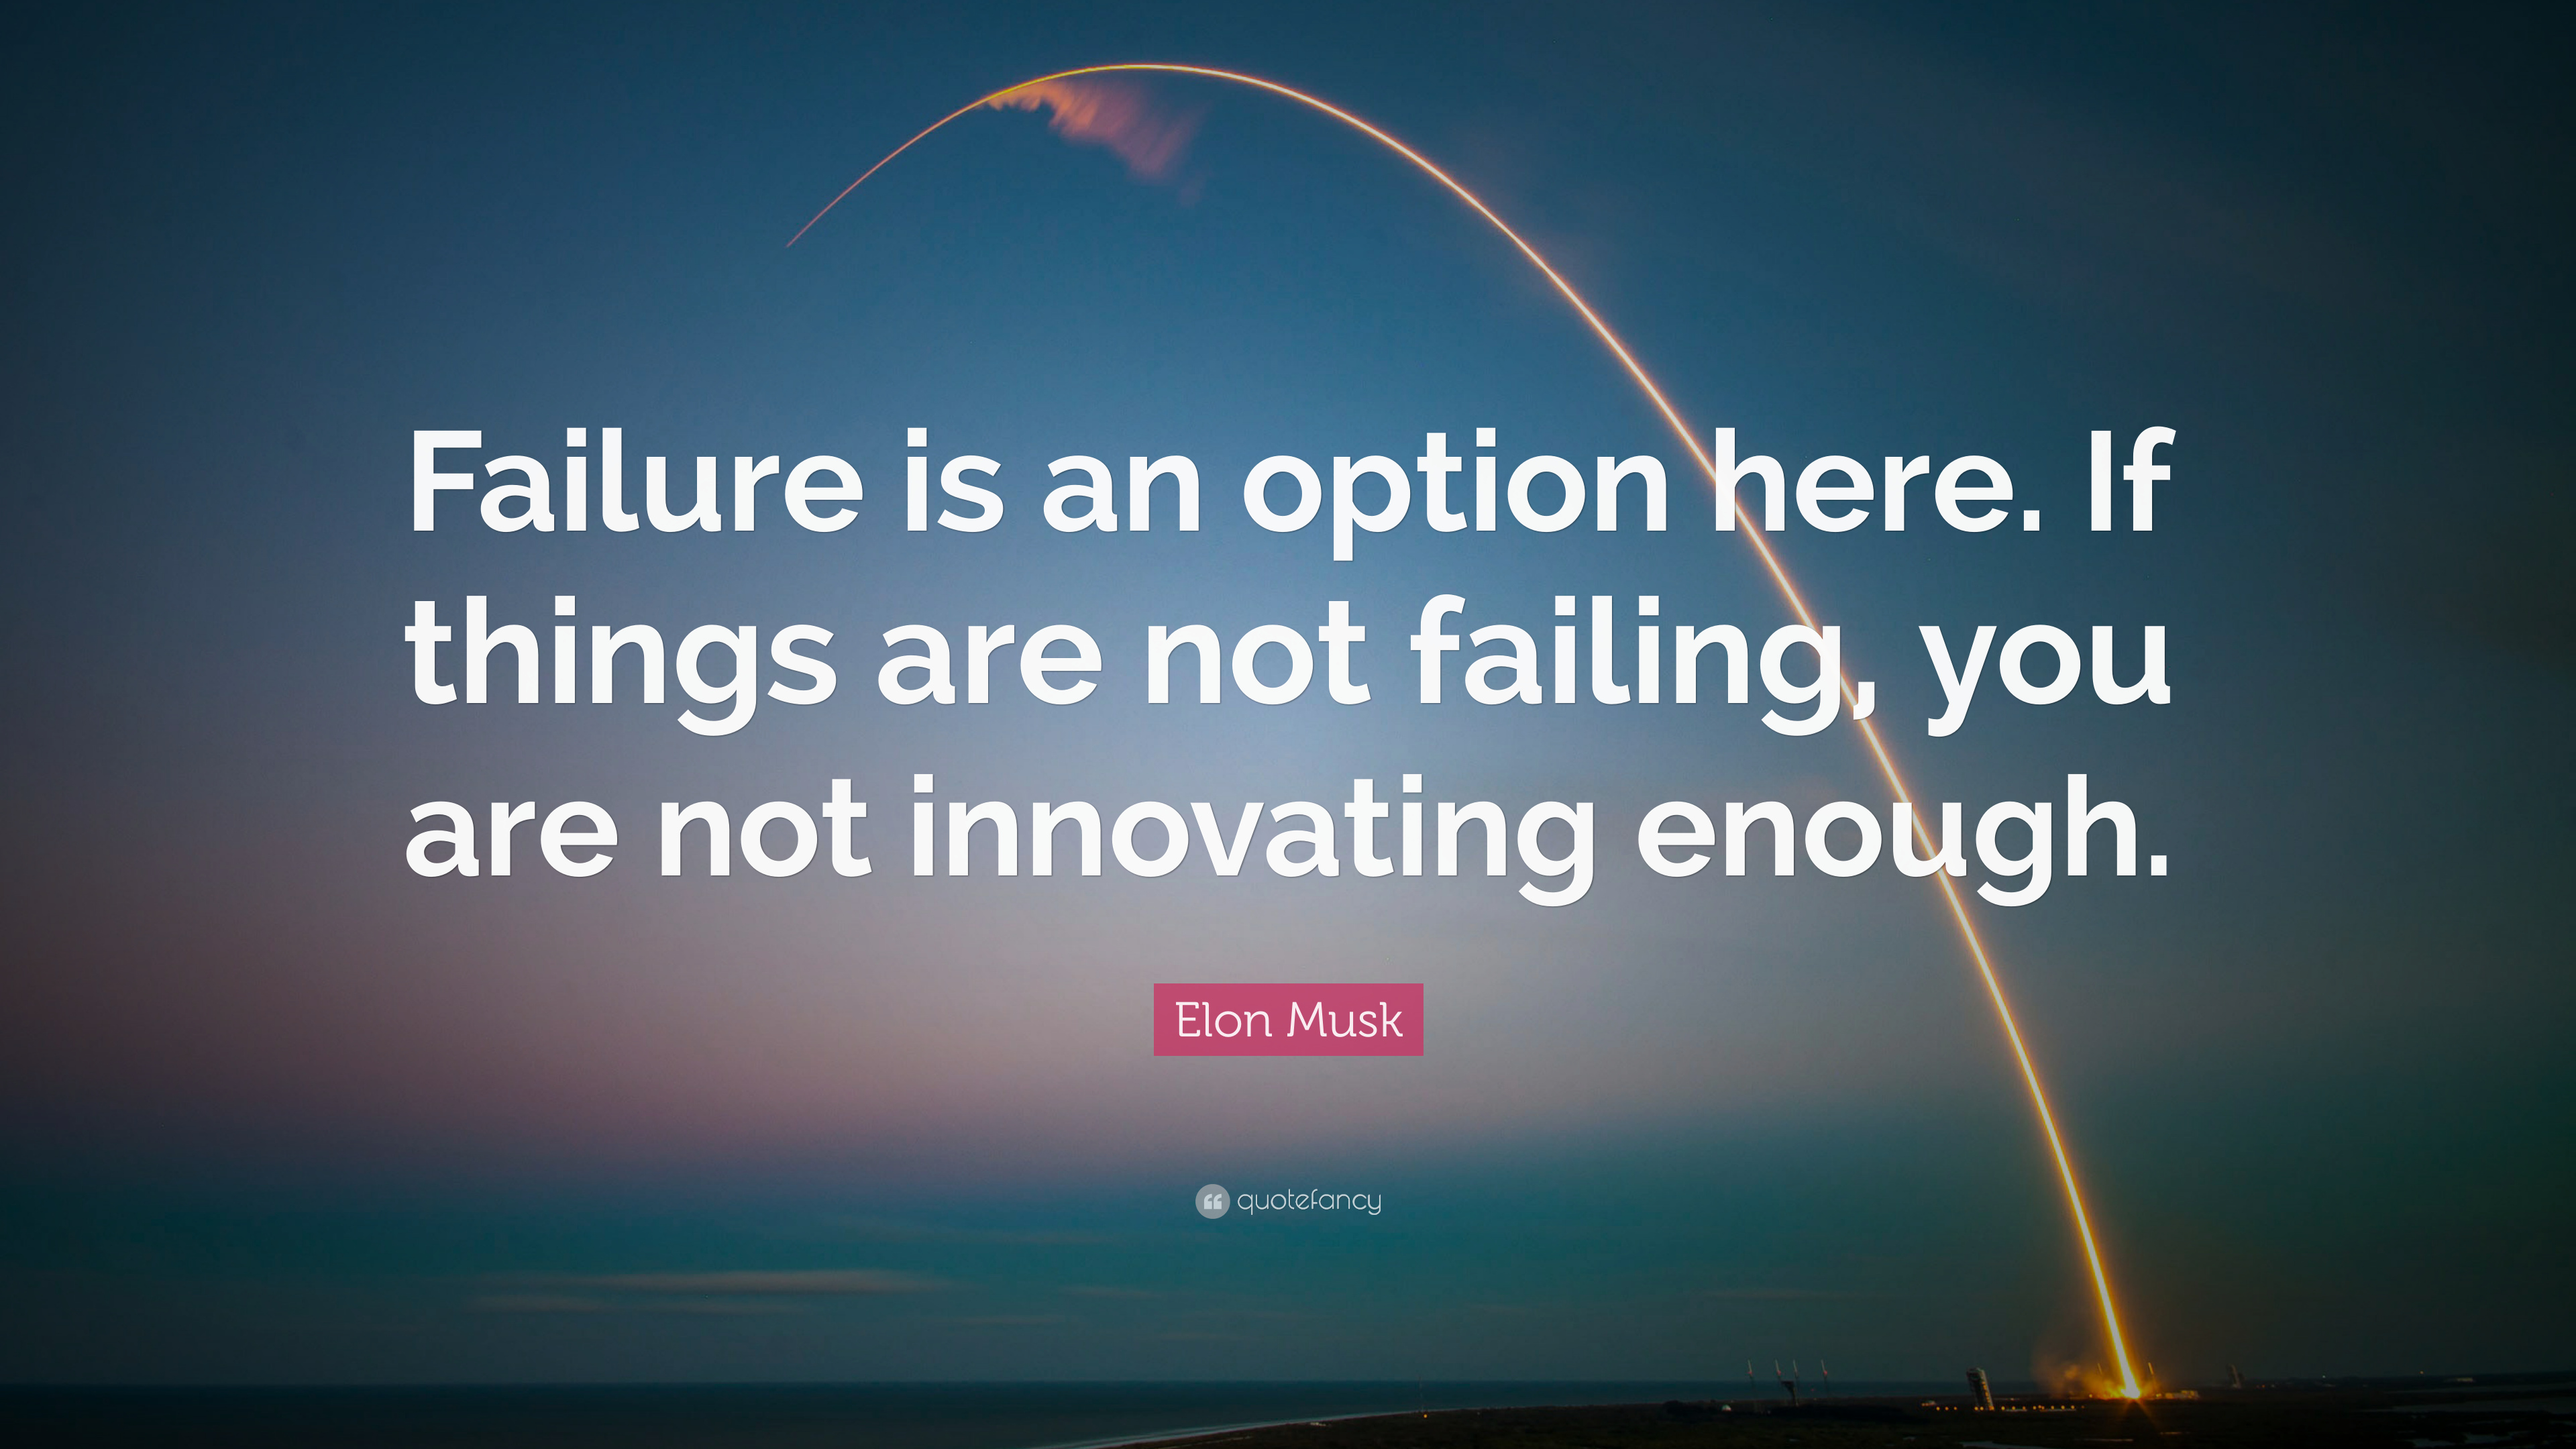 Failure is an option here. If
things are not failing, you
are not innovating enough.
Elon Musk
quotefancy